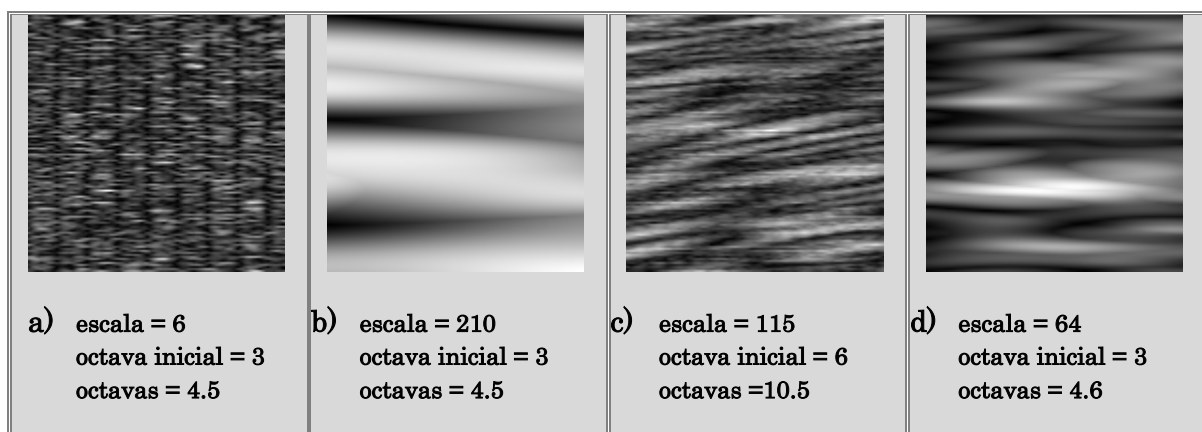 a) escala = 6
octava inicial = 3
octavas = 4.5
b) escala = 210
octava inicial = 3
octavas = 4.5
c) escala = 115
octava inicial = 6
octavas =10.5
d) escala = 64
octava inicial = 3
octavas = 4.6